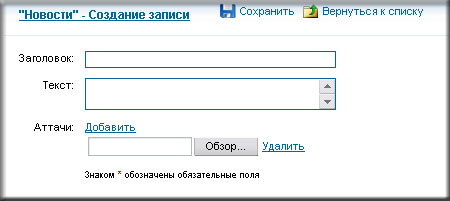 "Новости" - Создание записи Сохранить Вернуться к списку
Заголовок:
Текст:
Аттачи: Добавить
Обзор... Удалить
Знаком * обозначены обязательные поля